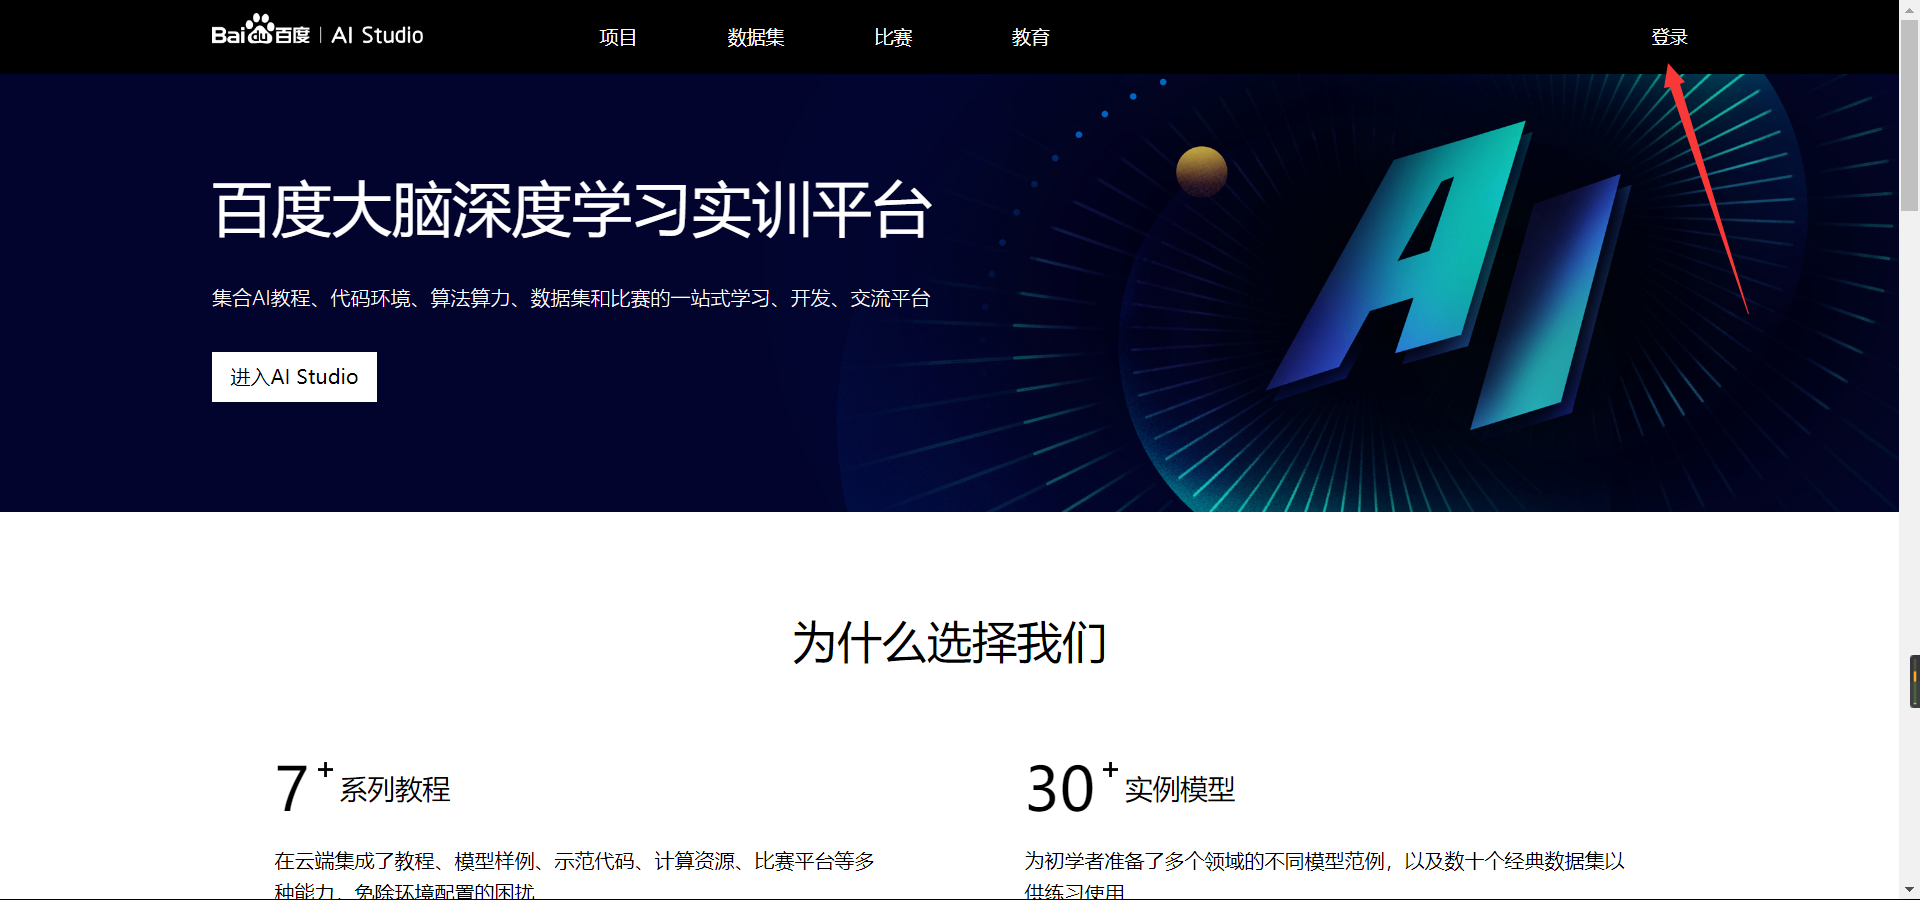 Bai du 百度 | AI Studio 项目 数据集 比赛 教育 登录
百度大脑深度学习实训平台
集合AI教程、代码环境、算法算力、数据集和比赛的一站式学习、开发、交流平台
进入AI Studio
AI
为什么选择我们
7+ 系列教程
在云端集成了教程、模型样例、示范代码、计算资源、比赛平台等多
种能力，免除环境配置的困扰
30+ 实例模型
为初学者准备了多个领域的不同模型范例，以及数十个经典数据集以
供练习使用